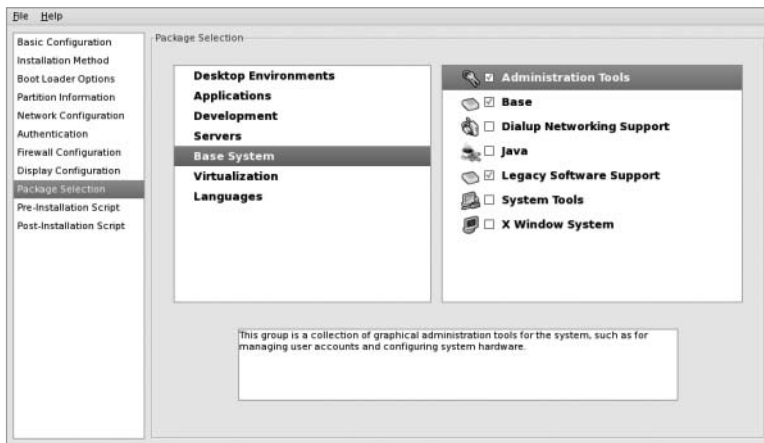 File Help
Basic Configuration
Installation Method
Boot Loader Options
Partition Information
Network Configuration
Authentication
Firewall Configuration
Display Configuration
Package Selection
Pre-Installation Script
Post-Installation Script
Package Selection
Desktop Environments
Applications
Development
Servers
Base System
Virtualization
Languages
Administration Tools
Base
Dialup Networking Support
Java
Legacy Software Support
System Tools
X Window System
This group is a collection of graphical administration tools for the system, such as for
managing user accounts and configuring system hardware.